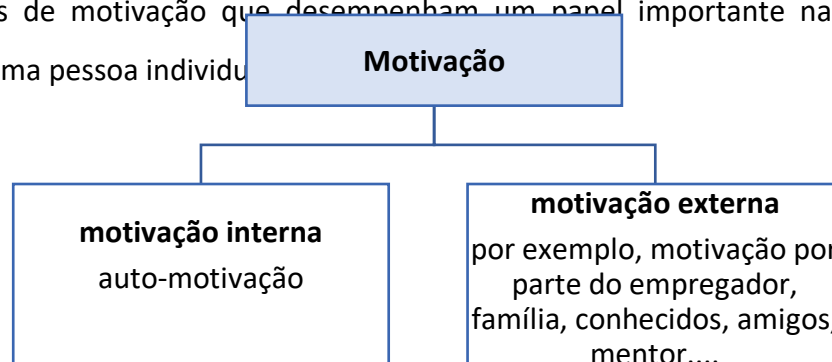 s de motivação que desempenham um papel importante na
ma pessoa individu
Motivação
motivação interna
auto-motivação
motivação externa
por exemplo, motivação por
parte do empregador,
família, conhecidos, amigos,
mentor....